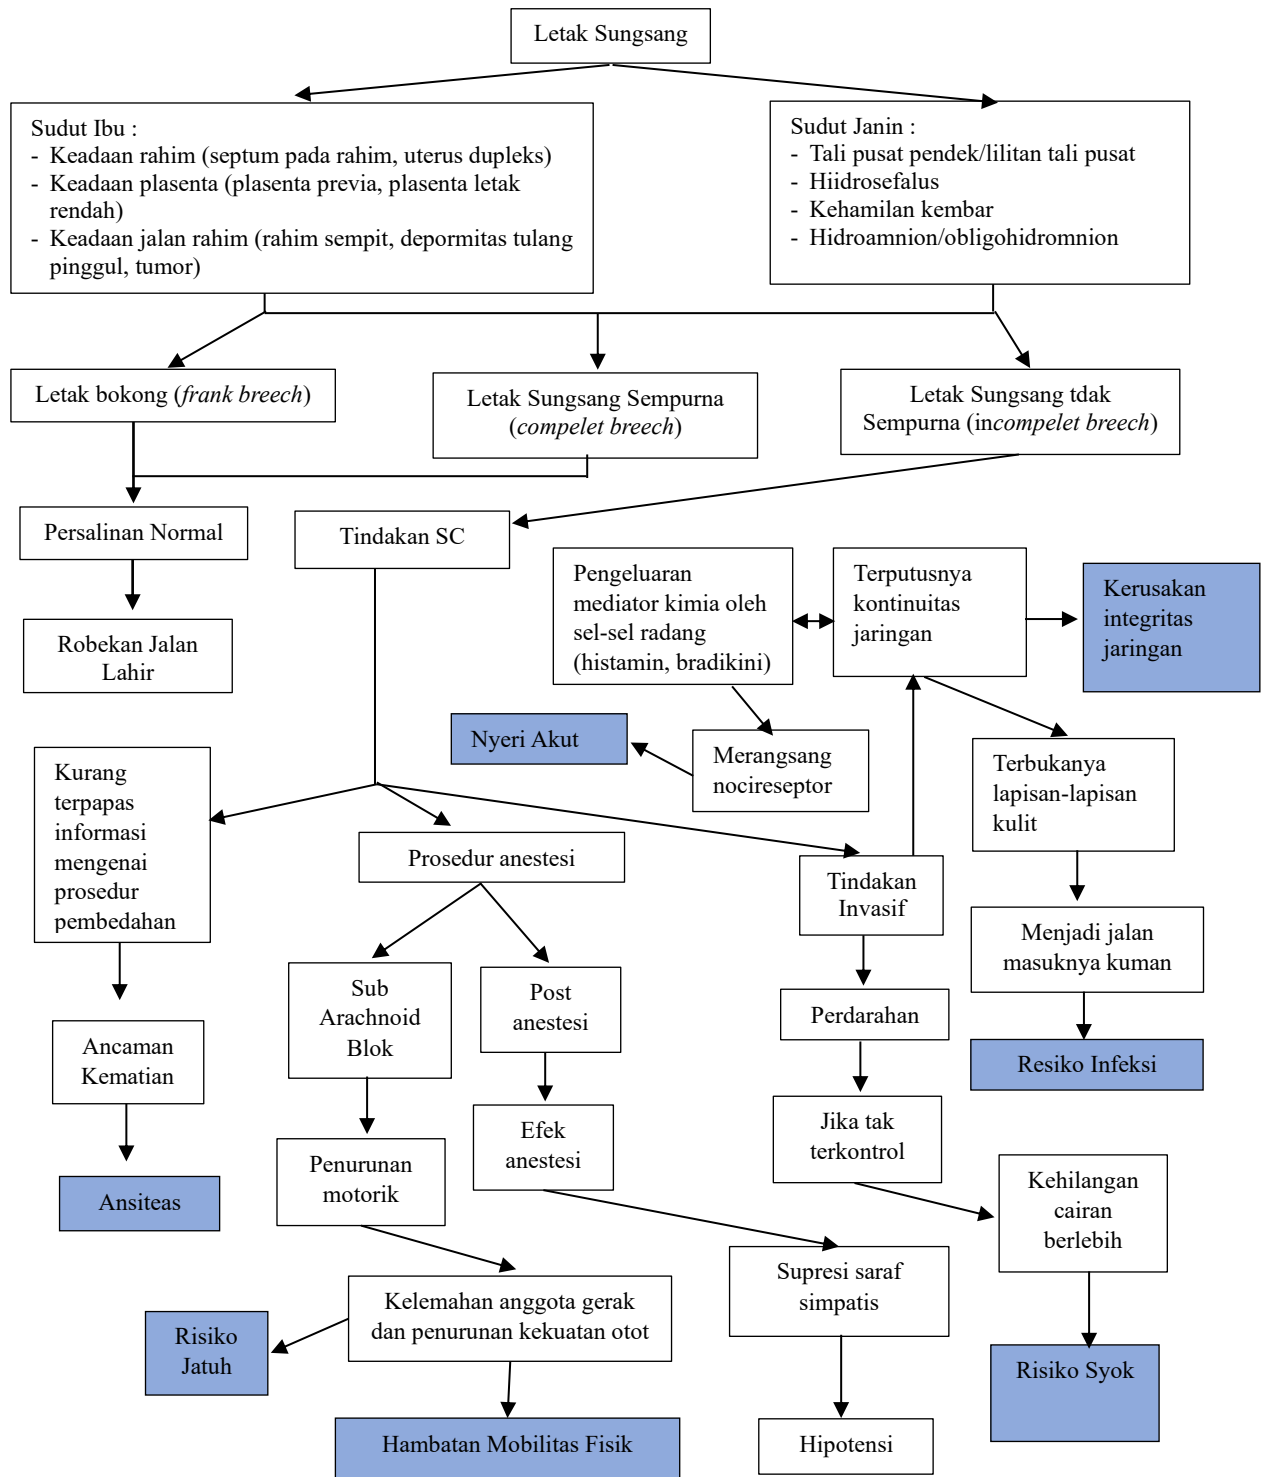 Letak Sungsang
Sudut Ibu :
- Keadaan rahim (septum pada rahim, uterus dupleks)
- Keadaan plasenta (plasenta previa, plasenta letak
rendah)
- Keadaan jalan rahim (rahim sempit, depormitas tulang
pinggul, tumor)
Sudut Janin :
- Tali pusat pendek/lilitan tali pusat
- Hiidrosefalus
- Kehamilan kembar
- Hidroamnion/obligohidromnion
Letak bokong (frank breech)
Letak Sungsang Sempurna
(compelet breech)
Letak Sungsang tdak
Sempurna (incompelet breech)
Persalinan Normal
Tindakan SC
Robekan Jalan
Lahir
Pengeluaran
mediator kimia oleh
sel-sel radang
(histamin, bradikini)
Terputusnya
kontinuitas
jaringan
Kerusakan
integritas
jaringan
Nyeri Akut
Merangsang
nocireseptor
Terbukanya
lapisan-lapisan
kulit
Kurang
terpapas
informasi
mengenai
prosedur
pembedahan
Prosedur anestesi
Tindakan
Invasif
Menjadi jalan
masuknya kuman
Sub
Arachnoid
Blok
Post
anestesi
Perdarahan
Ancaman
Kematian
Resiko Infeksi
Efek
anestesi
Jika tak
terkontrol
Penurunan
motorik
Ansiteas
Kehilangan
cairan
berlebih
Supresi saraf
simpatis
Kelemahan anggota gerak
dan penurunan kekuatan otot
Risiko
Jatuh
Risiko Syok
Hambatan Mobilitas Fisik
Hipotensi